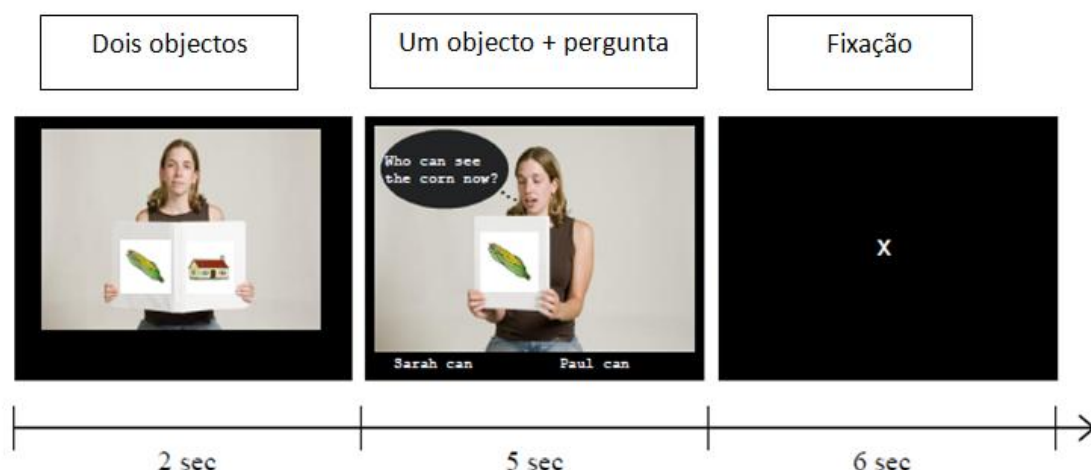 Dois objectos
Um objecto + pergunta
Fixação
Who can see
the corn now?
Sarah can
Paul can
X
2 sec
5 sec
6 sec